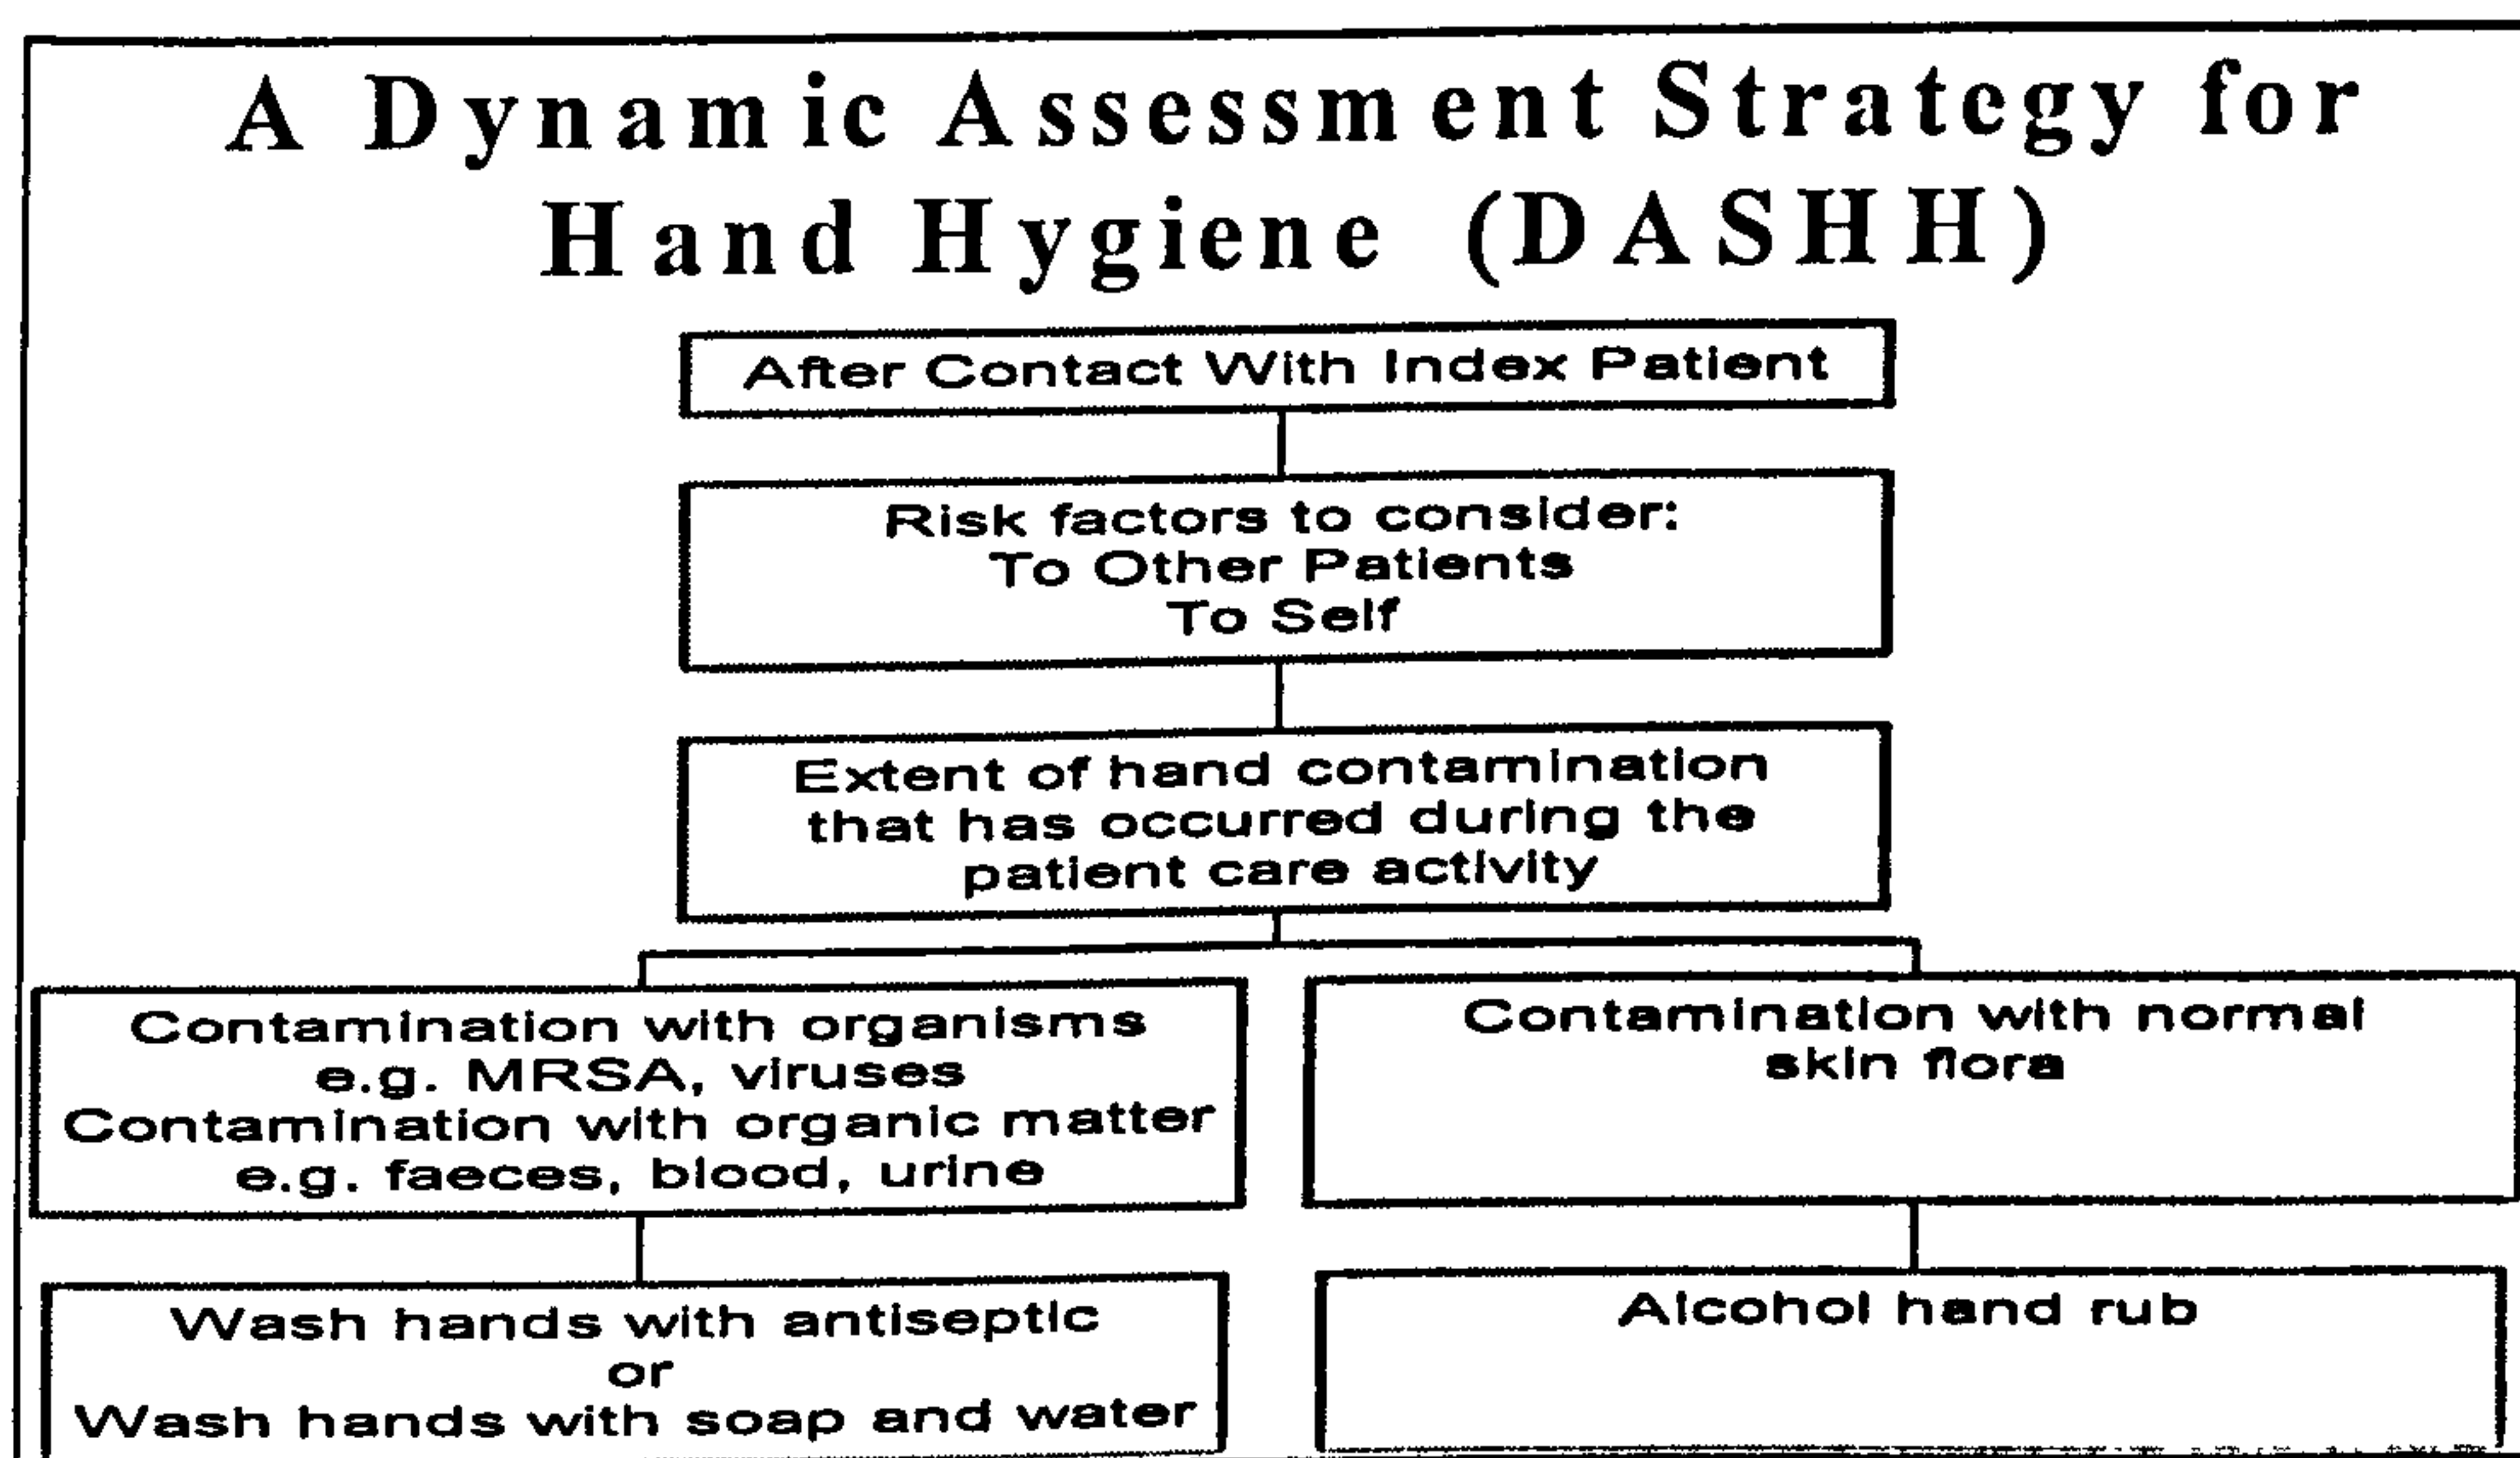 A Dynamic Assessment Strategy for
Hand Hygiene (DASHH)
After Contact With Index Patient
Risk factors to consider:
To Other Patients
To Self
Extent of hand contamination
that has occurred during the
patient care activity
Contamination with organisms
e.g. MRSA, viruses
Contamination with organic matter
e.g. faeces, blood, urine
Contamination with normal
skin flora
Wash hands with antiseptic
or
Wash hands with soap and water
Alcohol hand rub